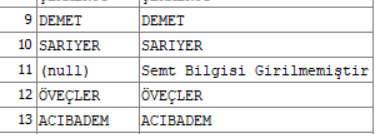 9 DEMET DEMET
10 SARIYER SARIYER
11 (null) Semt Bilgisi Girilmemiştir
12 ÖVEÇLER ÖVEÇLER
13 ACIBADEM ACIBADEM